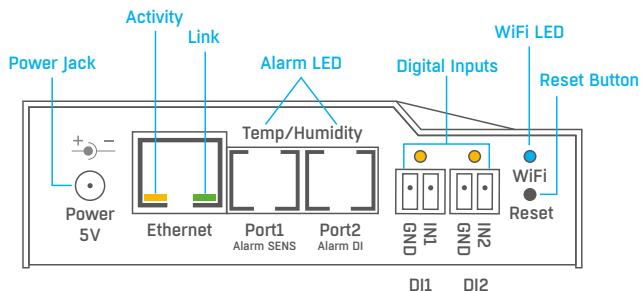 Activity
Link
WiFi LED
Power Jack
Alarm LED
Digital Inputs
Reset Button
Temp/Humidity
+ −
WiFi
Power
5V
Ethernet
Port1
Alarm SENS
Port2
Alarm DI
GND
IN1
GND
IN2
Reset
DI1
DI2